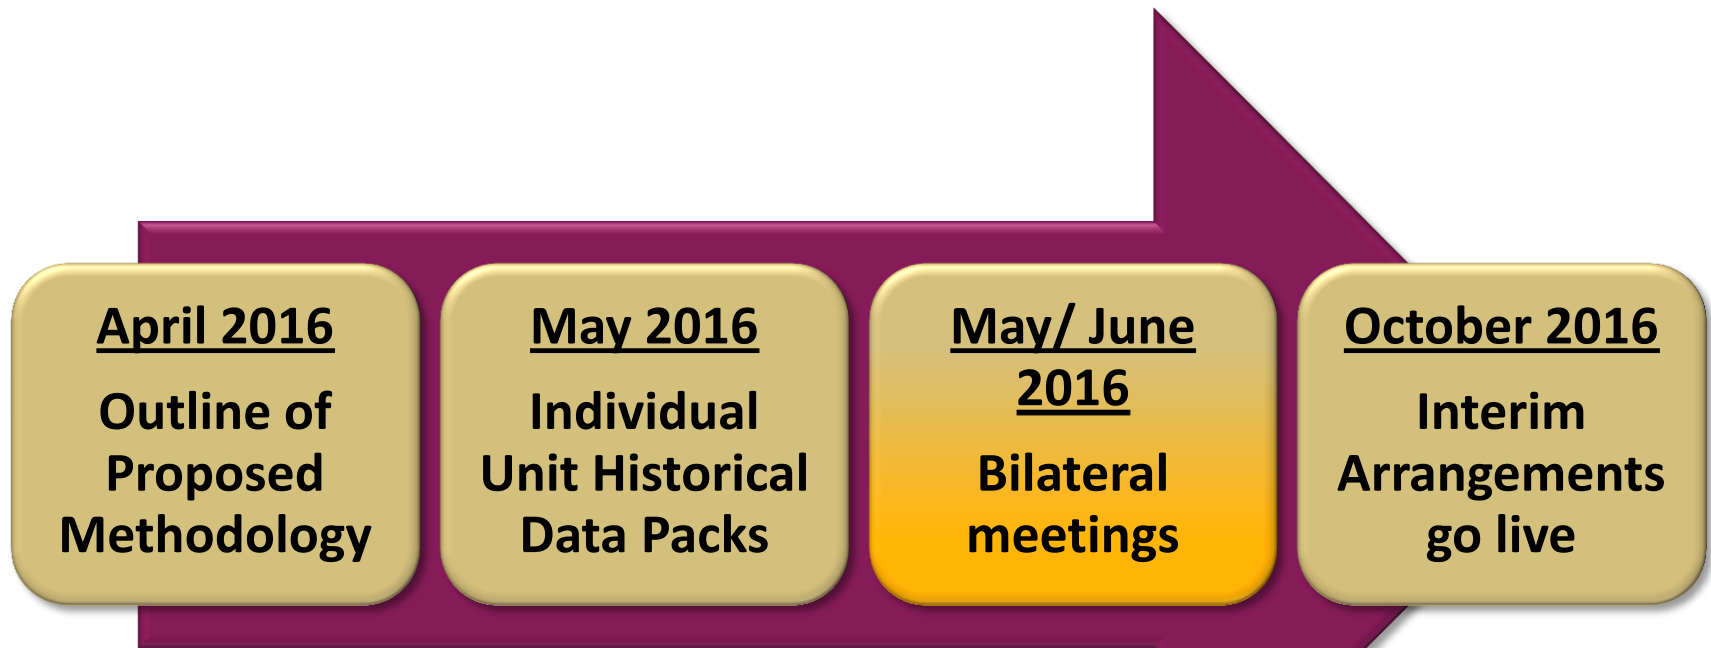 April 2016
Outline of
Proposed
Methodology
May 2016
Individual
Unit Historical
Data Packs
May/ June
2016
Bilateral
meetings
October 2016
Interim
Arrangements
go live